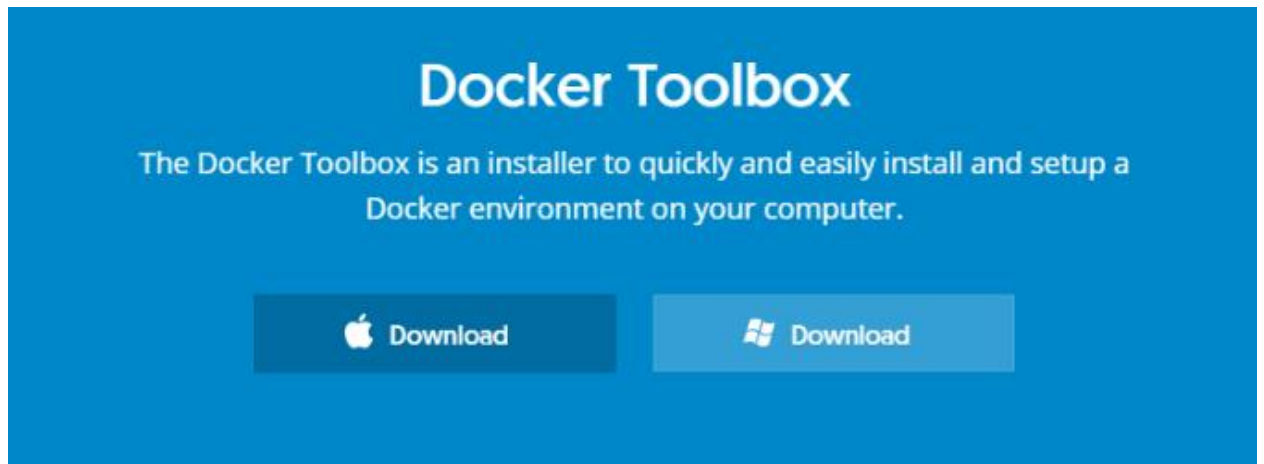 Docker Toolbox
The Docker Toolbox is an installer to quickly and easily install and setup a
Docker environment on your computer.
Download Download